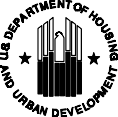 U.S. DEPARTMENT OF HOUSING
AND URBAN DEVELOPMENT